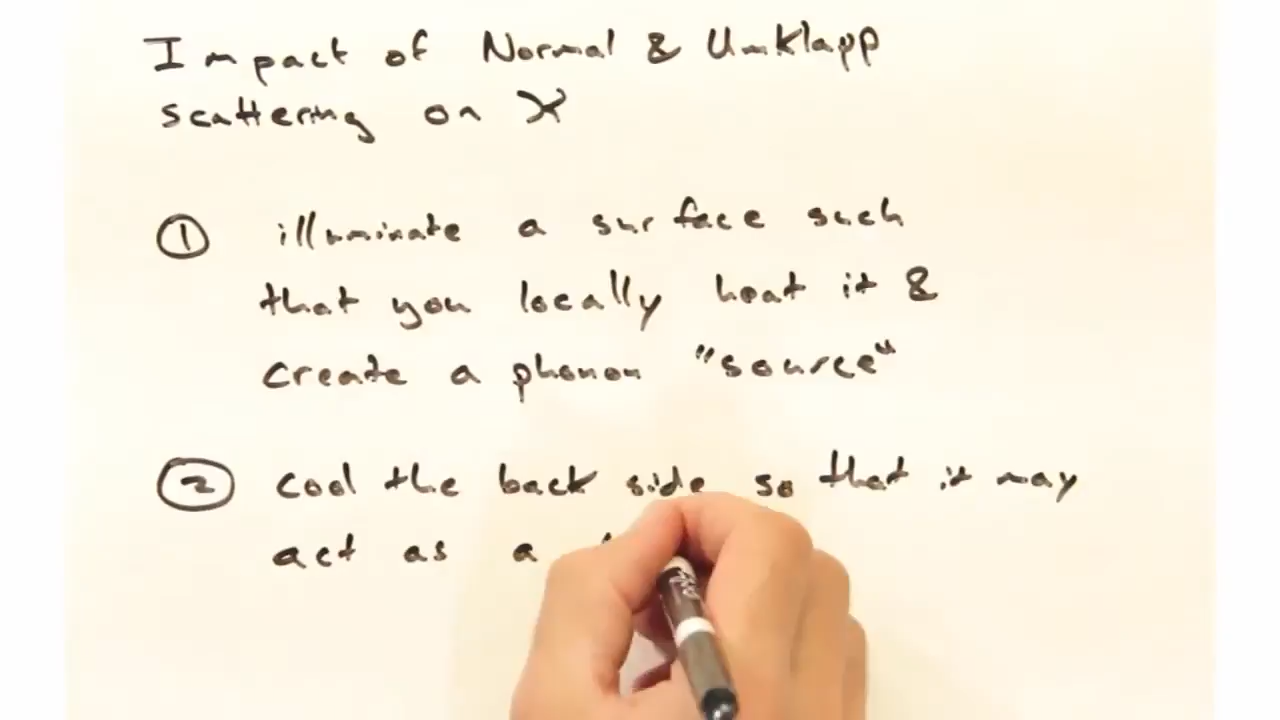 Impact of Normal & Umklapp
scattering on X
① illuminate a surface such
that you locally heat it &
create a phonon "source"
② cool the back side so that it may
act as a